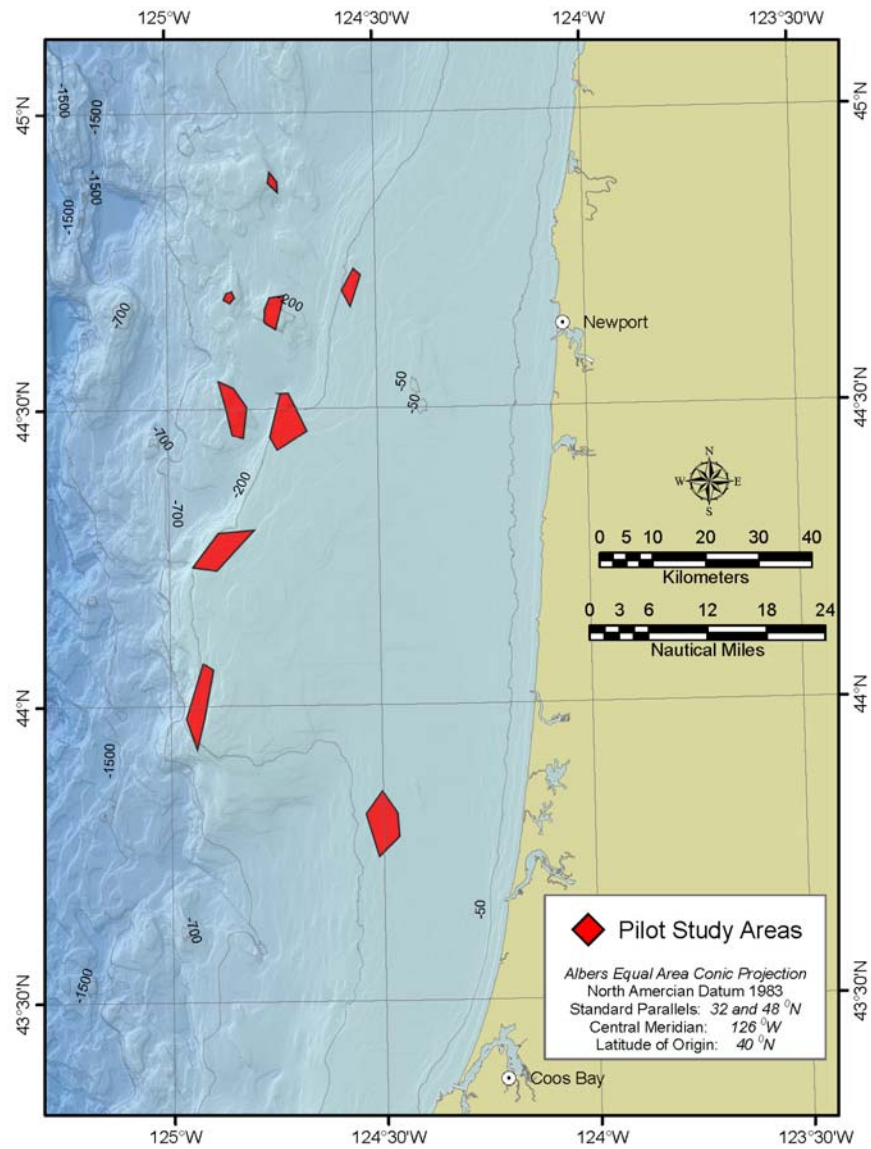 125°W 124°30'W 124°W 123°30'W
45°N 45°N
-1500
-1500
-1500
-1500
-200
-700
Newport
-50
-50
44°30'N 44°30'N
-700
-200
-700
N
W E
S
0 5 10 20 30 40
Kilometers
0 3 6 12 18 24
Nautical Miles
44°N 44°N
-1500
-50
-700
-1500
Pilot Study Areas
Albers Equal Area Conic Projection
North Amercian Datum 1983
Standard Parallels: 32 and 48 °N
Central Meridian: 126 °W
Latitude of Origin: 40 °N
43°30'N 43°30'N
Coos Bay
125°W 124°30'W 124°W 123°30'W